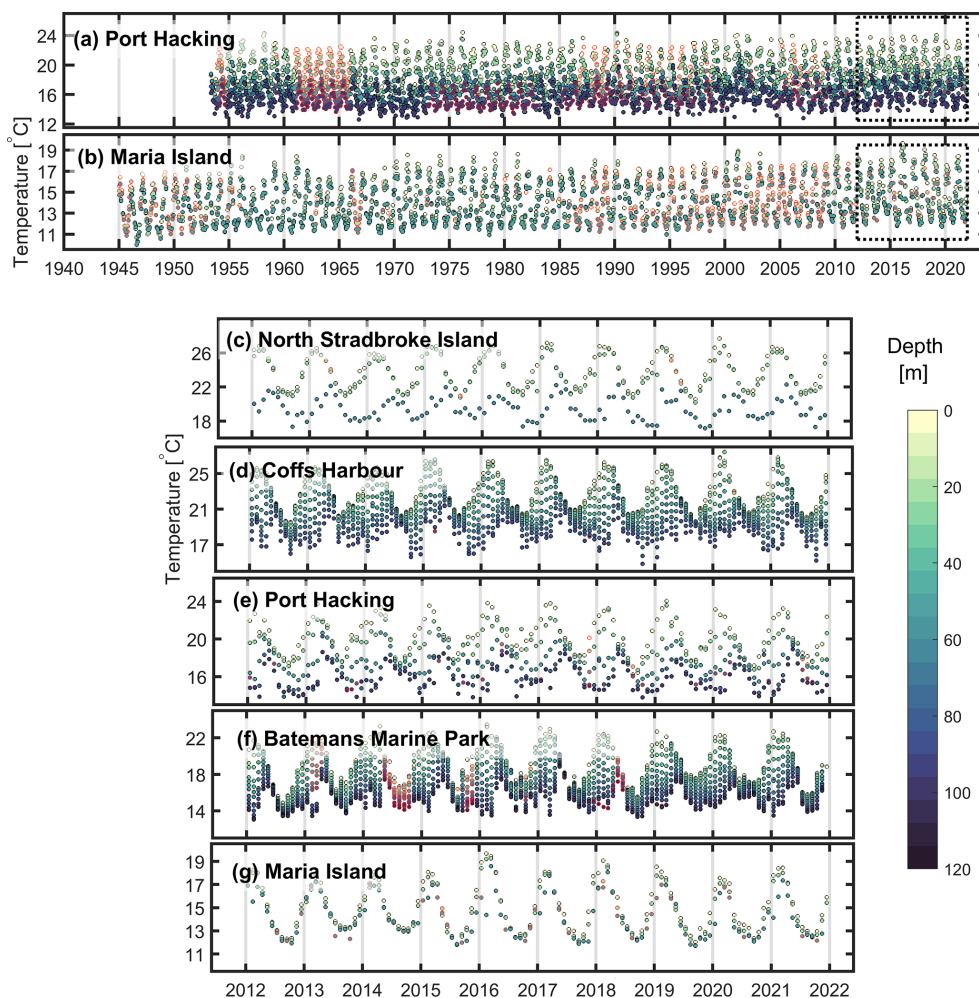 (a) Port Hacking
24
20
16
12
(b) Maria Island
19
17
15
13
11
Temperature [°C]
1940 1945 1950 1955 1960 1965 1970 1975 1980 1985 1990 1995 2000 2005 2010 2015 2020
(c) North Stradbroke Island
26
22
18
(d) Coffs Harbour
25
21
17
Temperature [°C]
(e) Port Hacking
24
20
16
(f) Batemans Marine Park
22
18
14
(g) Maria Island
19
17
15
13
11
2012 2013 2014 2015 2016 2017 2018 2019 2020 2021 2022
Depth
[m]
0
20
40
60
80
100
120